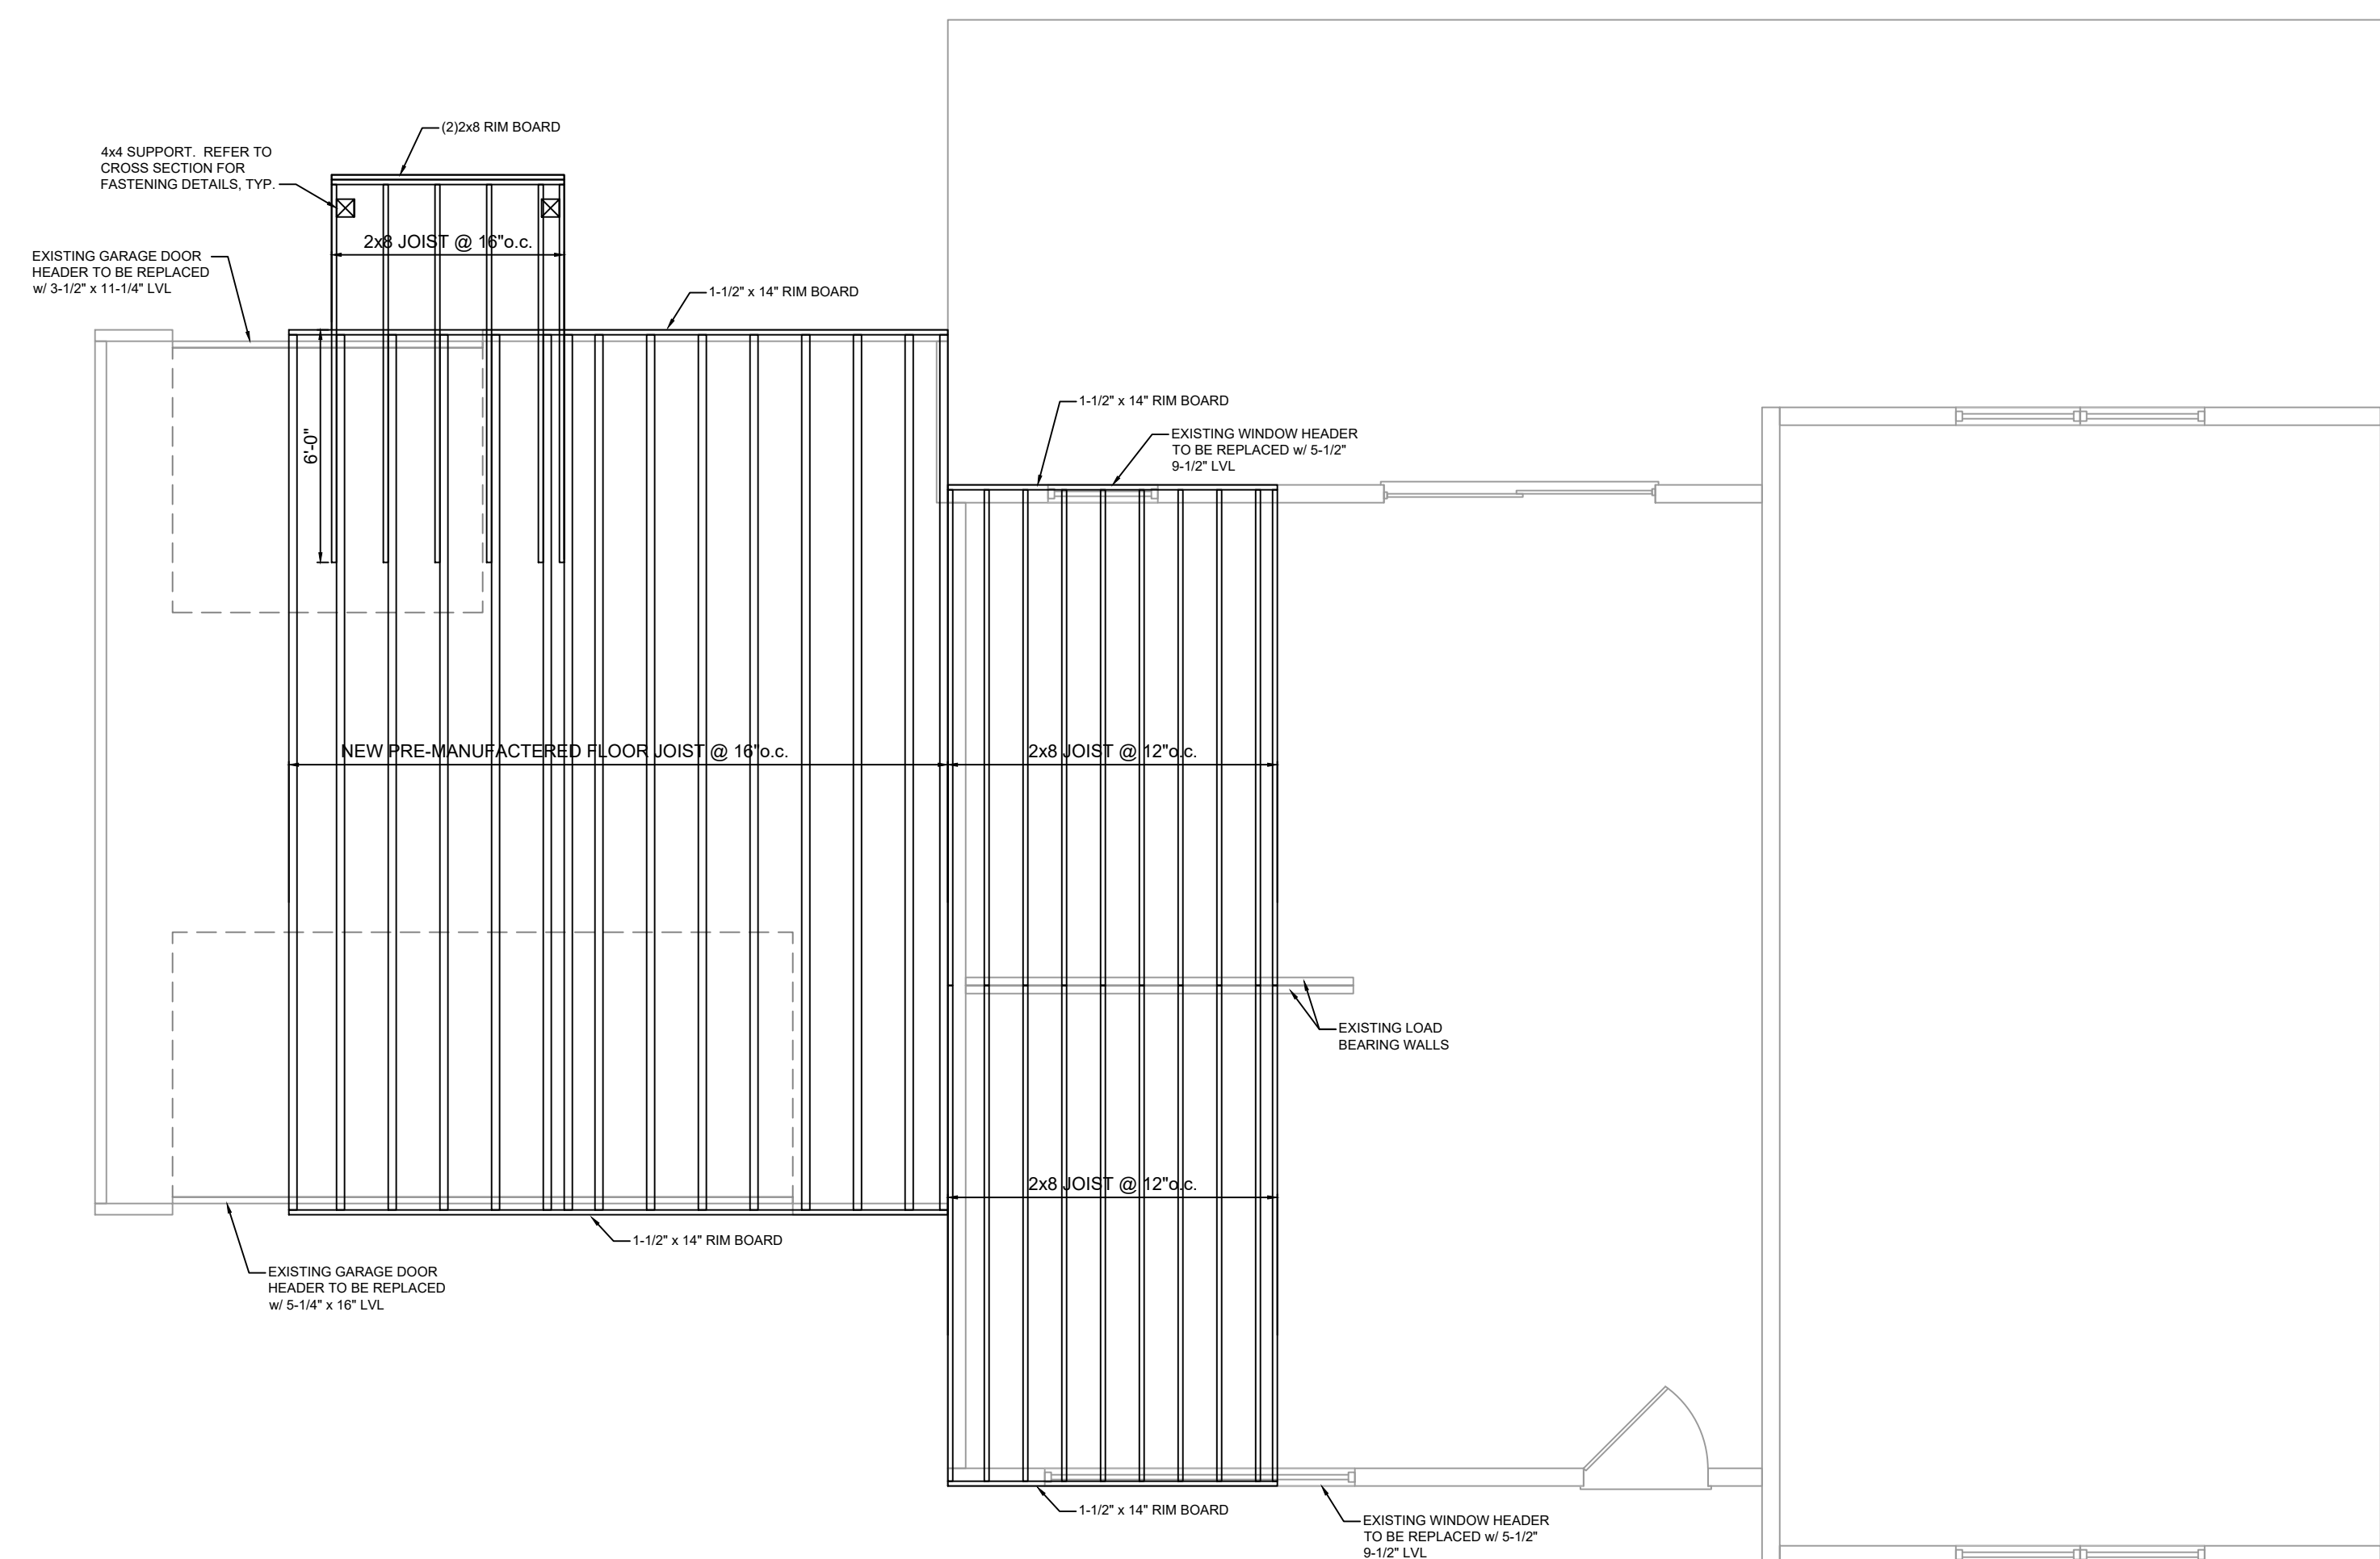 (2)2x8 RIM BOARD
4x4 SUPPORT.  REFER TO
CROSS SECTION FOR
FASTENING DETAILS, TYP.
2x8 JOIST @ 16"o.c.
EXISTING GARAGE DOOR
HEADER TO BE REPLACED
w/ 3-1/2" x 11-1/4" LVL
1-1/2" x 14" RIM BOARD
6'-0"
1-1/2" x 14" RIM BOARD
EXISTING WINDOW HEADER
TO BE REPLACED w/ 5-1/2"
9-1/2" LVL
NEW PRE-MANUFACTERED FLOOR JOIST @ 16"o.c.
2x8 JOIST @ 12"o.c.
EXISTING LOAD
BEARING WALLS
2x8 JOIST @ 12"o.c.
1-1/2" x 14" RIM BOARD
EXISTING GARAGE DOOR
HEADER TO BE REPLACED
w/ 5-1/4" x 16" LVL
1-1/2" x 14" RIM BOARD
EXISTING WINDOW HEADER
TO BE REPLACED w/ 5-1/2"
9-1/2" LVL